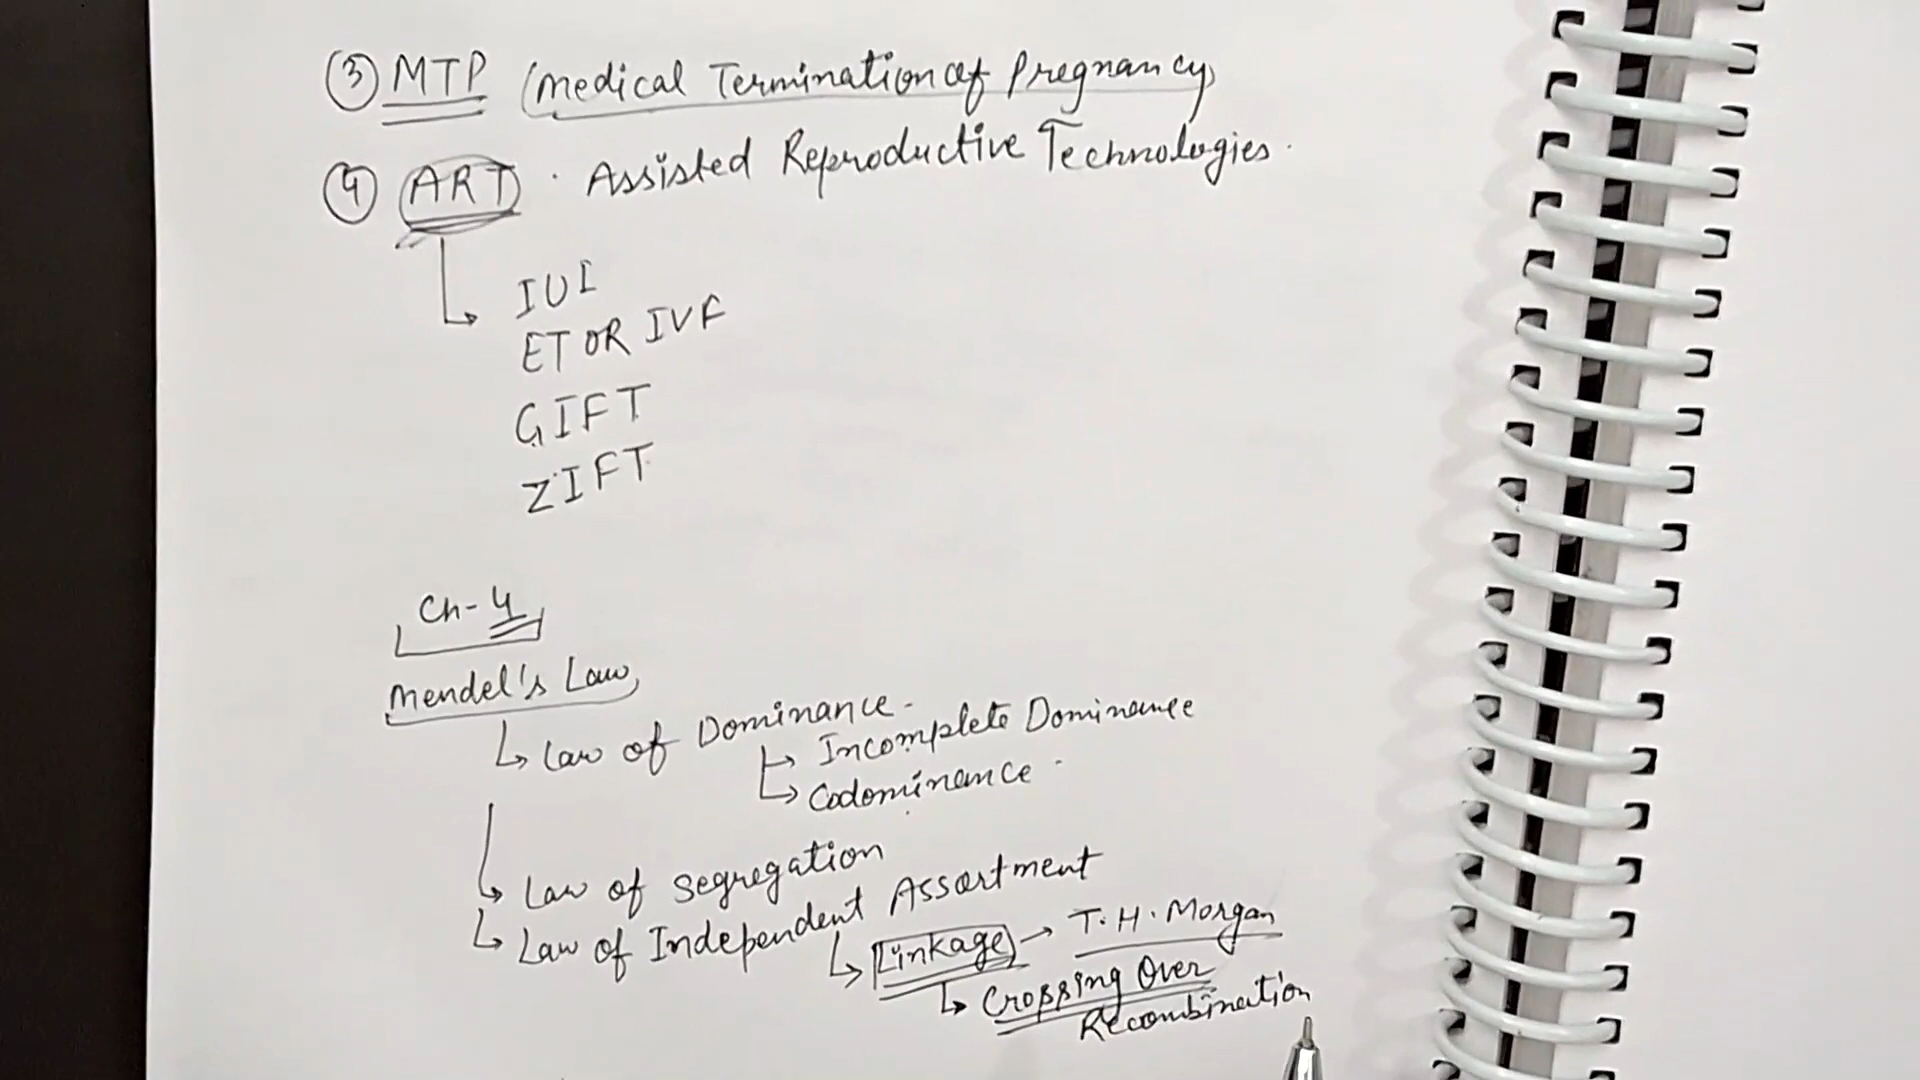 ③ MTP (Medical Termination of Pregnancy)
④ ART . Assisted Reproductive Technologies.
IUI
ET OR IVF
GIFT
ZIFT
Ch-4
Mendel's Law
Law of Dominance.
Incomplete Dominance
Codominance
Law of Segregation
Law of Independent Assortment
Linkage → T.H. Morgan
Crossing Over
Recombination